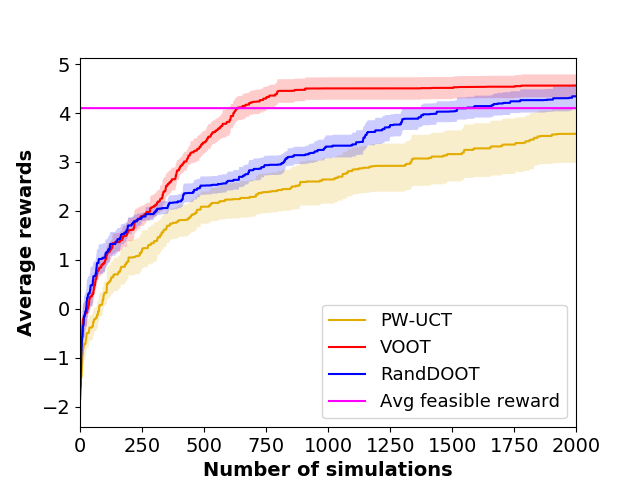 5
4
3
2
1
0
−1
−2
Average rewards
0 250 500 750 1000 1250 1500 1750 2000
Number of simulations
PW-UCT
VOOT
RandDOOT
Avg feasible reward